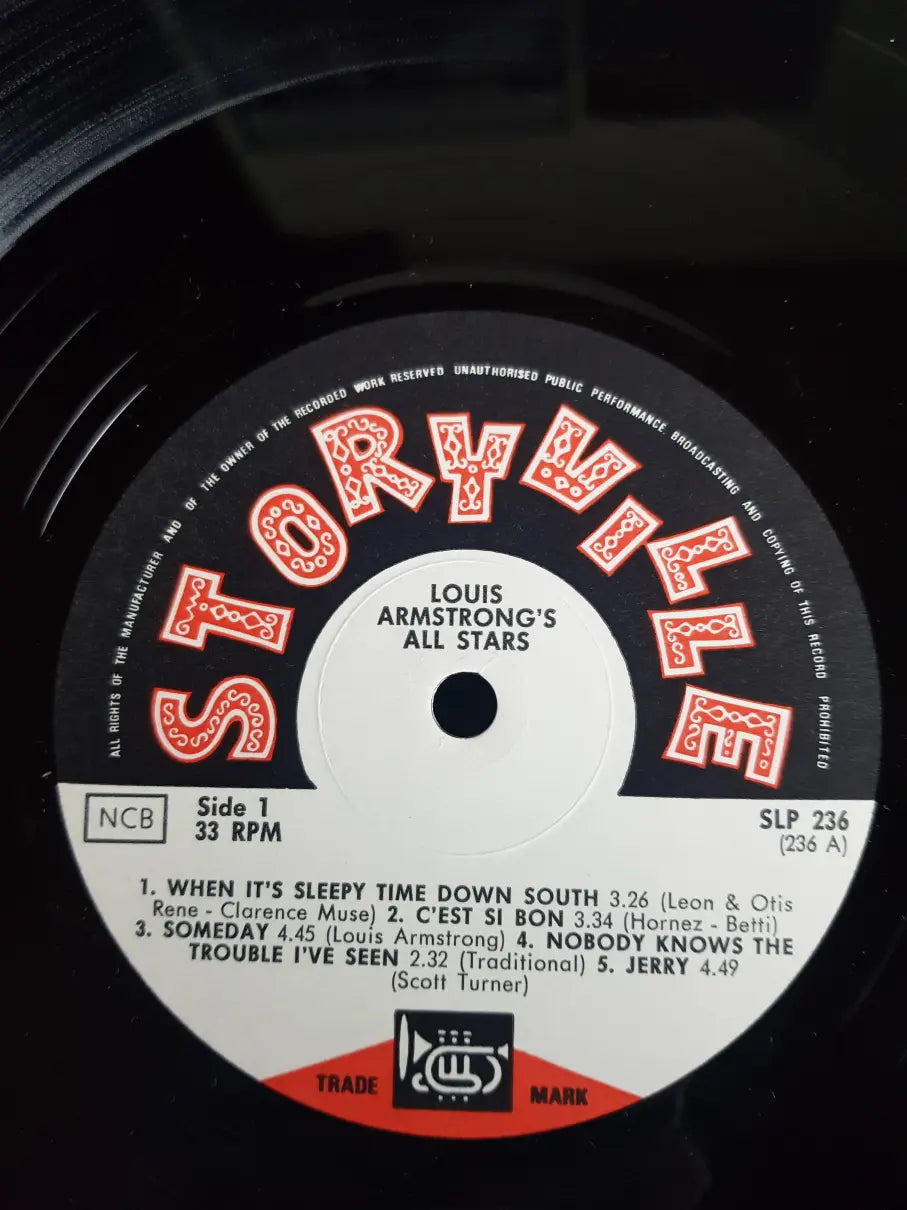 ALL RIGHTS OF THE MANUFACTURER AND OF THE OWNER OF THE RECORDED WORK RESERVED UNAUTHORISED PUBLIC PERFORMANCE BROADCASTING AND COPYING OF THIS RECORD PROHIBITED
STORYVILLE
LOUIS
ARMSTRONG'S
ALL STARS
NCB
Side 1
33 RPM
SLP 236
(236 A)
1. WHEN IT'S SLEEPY TIME DOWN SOUTH 3.26 (Leon & Otis
Rene - Clarence Muse) 2. C'EST SI BON 3.34 (Hornez - Betti)
3. SOMEDAY 4.45 (Louis Armstrong) 4. NOBODY KNOWS THE
TROUBLE I'VE SEEN 2.32 (Traditional) 5. JERRY 4.49
(Scott Turner)
TRADE MARK